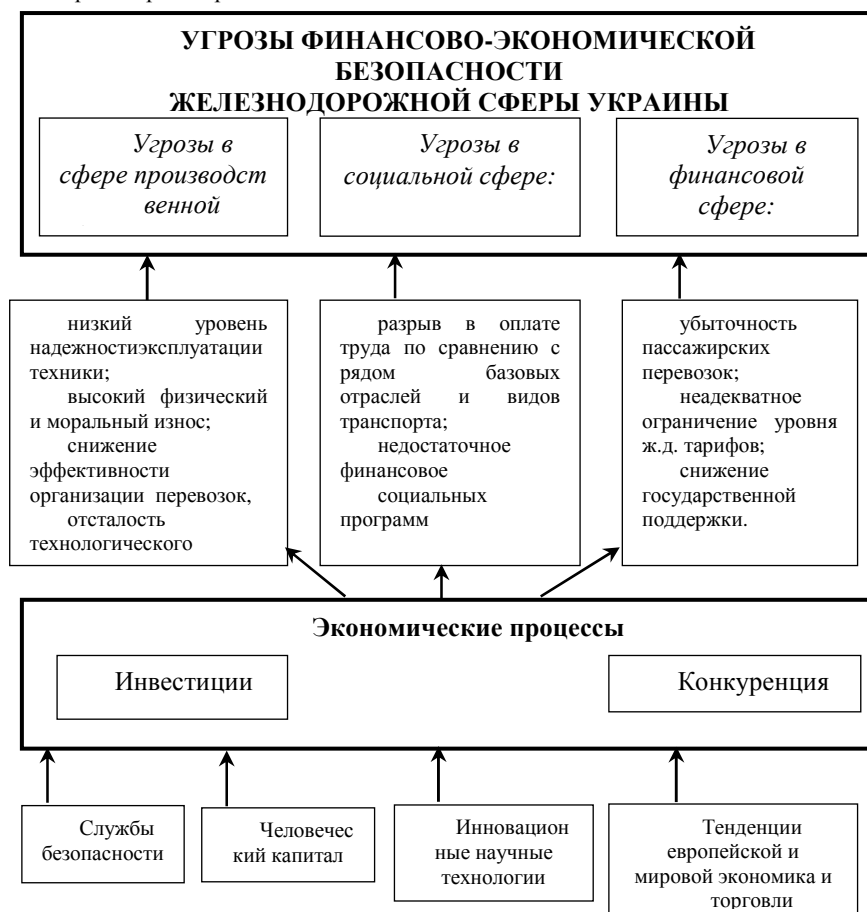 УГРОЗЫ ФИНАНСОВО-ЭКОНОМИЧЕСКОЙ
БЕЗОПАСНОСТИ
ЖЕЛЕЗНОДОРОЖНОЙ СФЕРЫ УКРАИНЫ
Угрозы в
сфере производст
венной
Угрозы в
социальной сфере:
Угрозы в
финансовой
сфере:
низкий уровень
надежностиэксплуатации
техники;
высокий физический
и моральный износ;
снижение
эффективности
организации перевозок,
отсталость
технологического
разрыв в оплате
труда по сравнению с
рядом базовых
отраслей и видов
транспорта;
недостаточное
финансовое
социальных
программ
убыточность
пассажирских
перевозок;
неадекватное
ограничение уровня
ж.д. тарифов;
снижение
государственной
поддержки.
Экономические процессы
Инвестиции
Конкуренция
Службы
безопасности
Человечес
кий капитал
Инновацион
ные научные
технологии
Тенденции
европейской и
мировой экономика и
торговли